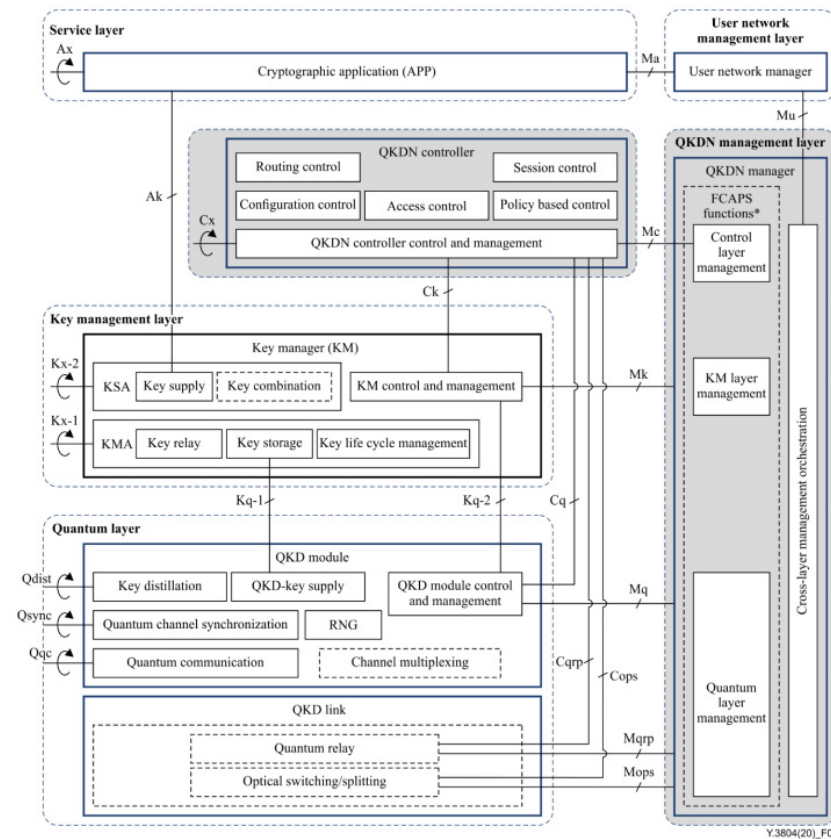 Service layer
Ax
Cryptographic application (APP)
Ma
User network
management layer
User network manager
Mu
Ak
QKDN controller
Routing control
Session control
Configuration control
Access control
Policy based control
Cx
QKDN controller control and management
Mc
Ck
QKDN management layer
QKDN manager
FCAPS
functions*
Control
layer
management
KM layer
management
Quantum
layer
management
Cross-layer management orchestration
Key management layer
Key manager (KM)
Kx-2
KSA
Key supply
Key combination
KM control and management
Mk
Kx-1
KMA
Key relay
Key storage
Key life cycle management
Kq-1
Kq-2
Cq
Quantum layer
QKD module
Qdist
Key distillation
QKD-key supply
QKD module control
and management
Mq
Qsync
Quantum channel synchronization
RNG
Qqc
Quantum communication
Channel multiplexing
Cqrp
Cops
QKD link
Quantum relay
Mqrp
Optical switching/splitting
Mops